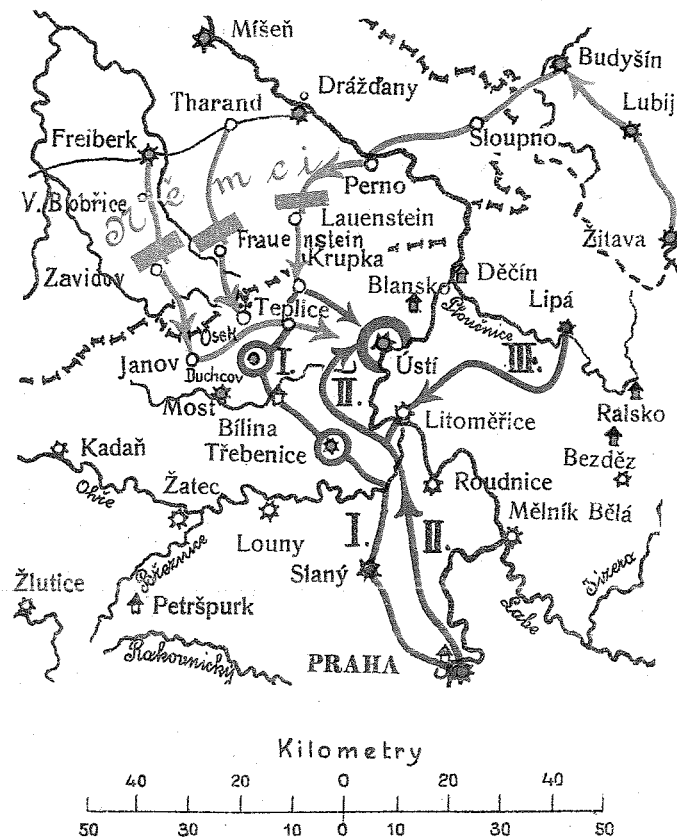 Míšeň
Budyšín
Drážďany
Tharand
Lubij
Freiberk
Sloupno
Perno
Němci
V. Bobřice
Lauenstein
Frauenstein
Žitava
Krupka
Zavidov
Blansko
Děčín
Ploučnice
Lipá
Teplice
Osek
Janov
I.
Ústí
III.
Duchcov
II.
Most
Litoměřice
Ralsko
Bílina
Kadaň
Třebenice
Bezděz
Ohře
Roudnice
Žatec
Mělník Bělá
Louny
I.
II.
Březnice
Slaný
Jizera
Žlutice
Petršpurk
Labe
Rakovnický
PRAHA
Kilometry
40 20 0 20 40
50 30 10 10 30 50